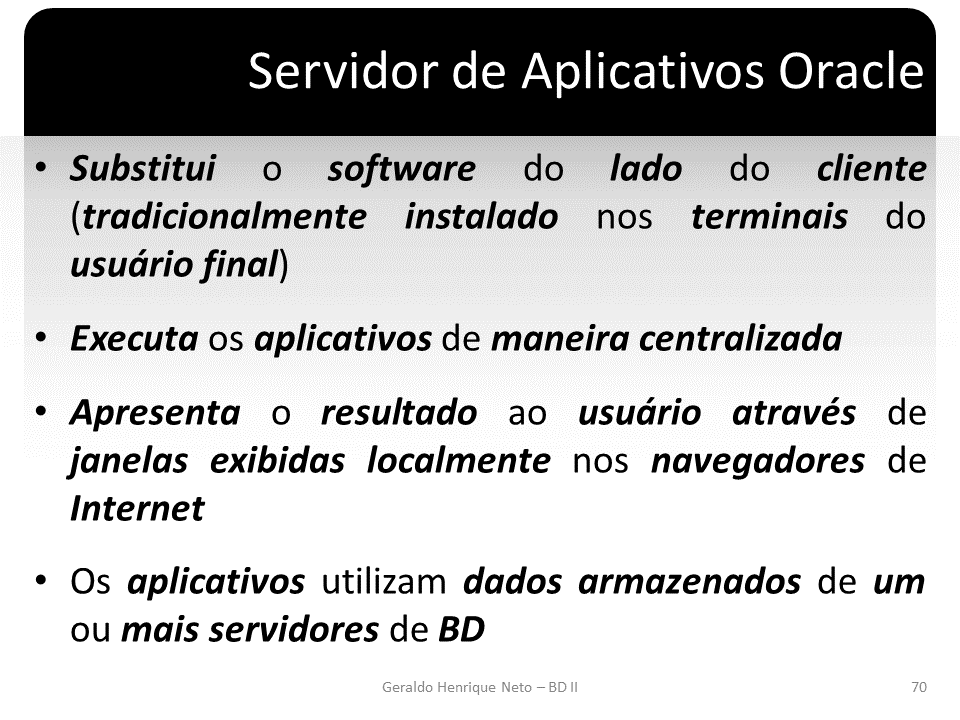 Servidor de Aplicativos Oracle
• Substitui o software do lado do cliente
(tradicionalmente instalado nos terminais do
usuário final)
• Executa os aplicativos de maneira centralizada
• Apresenta o resultado ao usuário através de
janelas exibidas localmente nos navegadores de
Internet
• Os aplicativos utilizam dados armazenados de um
ou mais servidores de BD
Geraldo Henrique Neto – BD II
70